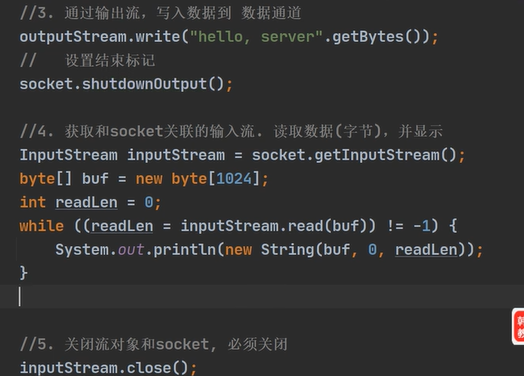 //3. 通过输出流，写入数据到 数据通道
outputStream.write("hello, server".getBytes());
//   设置结束标记
socket.shutdownOutput();
//4. 获取和socket关联的输入流. 读取数据(字节)，并显示
InputStream inputStream = socket.getInputStream();
byte[] buf = new byte[1024];
int readLen = 0;
while ((readLen = inputStream.read(buf)) != -1) {
    System.out.println(new String(buf, 0, readLen));
}
//5. 关闭流对象和socket, 必须关闭
inputStream.close();